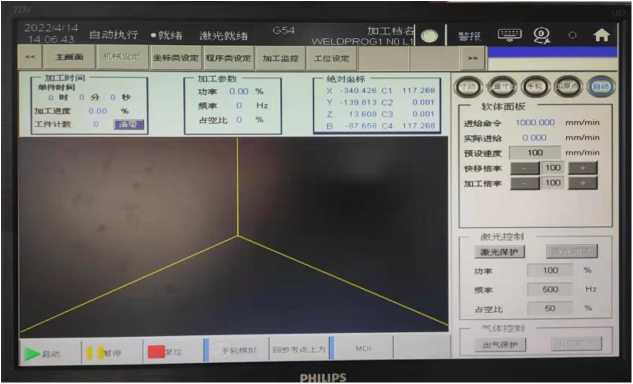 2022/4/14
14:06:43
自动执行 ●就绪 激光就绪
G54
加工档名
WELDPROG1 N0 L1
警报
<< 主画面 机械设定 坐标类设定 程序类设定 加工监控 工位设定 >>
加工时间
单件时间
0 时 0 分 0 秒
加工进度 0.00 %
工件计数 0 清零
加工参数
功率 0.00 %
频率 0 Hz
占空比 0 %
绝对坐标
X -340.426 C1 117.268
Y -139.813 C2 0.001
Z 13.608 C3 0.001
B -87.656 C4 117.268
寸动
手轮
自动
软体面板
进给命令 1000.000 mm/min
实际进给 0.000 mm/min
预设速度 100 mm/min
快移倍率 - 100 +
加工倍率 - 100 +
激光控制
激光保护
功率 100 %
频率 500 Hz
占空比 50 %
气体控制
出气保护
启动
暂停
复位
手轮模拟
回参考点上方
MDI
PHILIPS